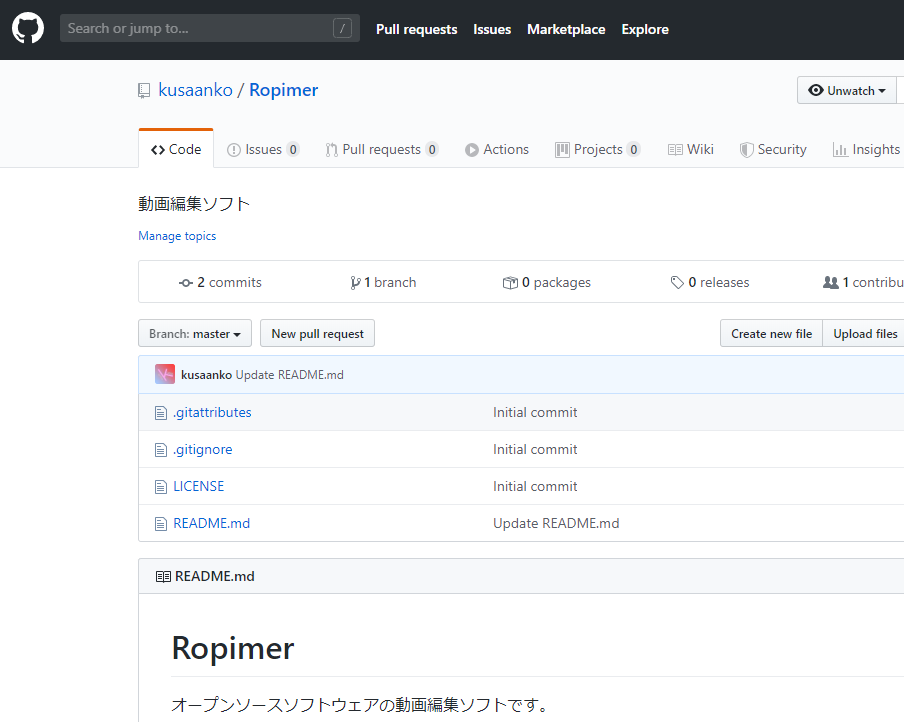 Search or jump to... /
Pull requests Issues Marketplace Explore
kusaanko / Ropimer
Unwatch
Code Issues 0 Pull requests 0 Actions Projects 0 Wiki Security Insights
動画編集ソフト
Manage topics
2 commits 1 branch 0 packages 0 releases 1 contribu
Branch: master New pull request Create new file Upload files
kusaanko Update README.md
.gitattributes Initial commit
.gitignore Initial commit
LICENSE Initial commit
README.md Update README.md
README.md
Ropimer
オープンソースソフトウェアの動画編集ソフトです。